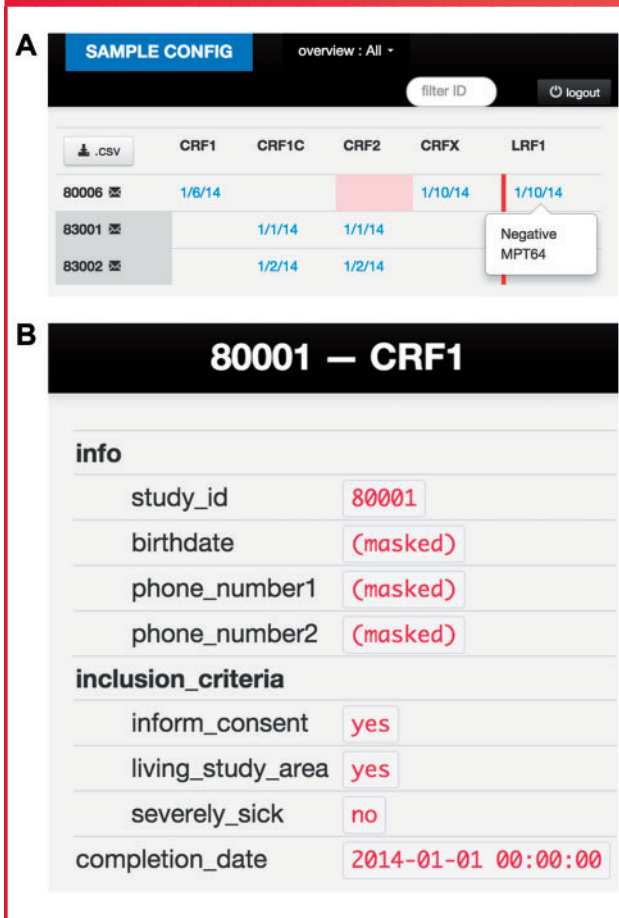 A
SAMPLE CONFIG overview : All
filter ID logout
.csv CRF1 CRF1C CRF2 CRFX LRF1
80006 1/6/14 1/10/14 1/10/14
83001 1/1/14 1/1/14
83002 1/2/14 1/2/14
Negative
MPT64
B
80001 — CRF1
info
study_id 80001
birthdate (masked)
phone_number1 (masked)
phone_number2 (masked)
inclusion_criteria
inform_consent yes
living_study_area yes
severely_sick no
completion_date 2014-01-01 00:00:00